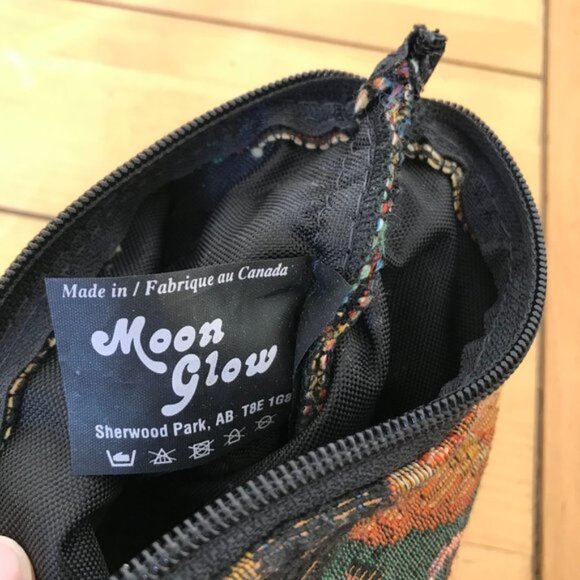 Made in / Fabrique au Canada
Moon
Glow
Sherwood Park, AB T8E 1G8